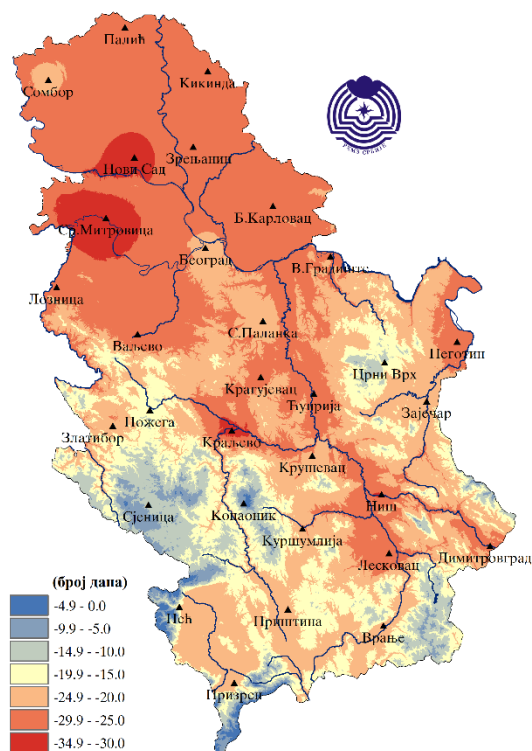 Палић
Кикинда
Сомбор
Зрењанин
Нови Сад
Б.Карловац
Ср.Митровица
Београд
В.Градиште
Лозница
С.Паланка
Ваљево
Неготин
Црни Врх
Крагујевац
Ћуприја
Зајечар
Пожега
Златибор
Краљево
Крушевац
Ниш
Сјеница
Копаоник
Куршумлија
Лесковац
Димитровград
(број дана)
-4.9 - 0.0
-9.9 - -5.0
-14.9 - -10.0
-19.9 - -15.0
-24.9 - -20.0
-29.9 - -25.0
-34.9 - -30.0
Пећ
Приштина
Врање
Призрен